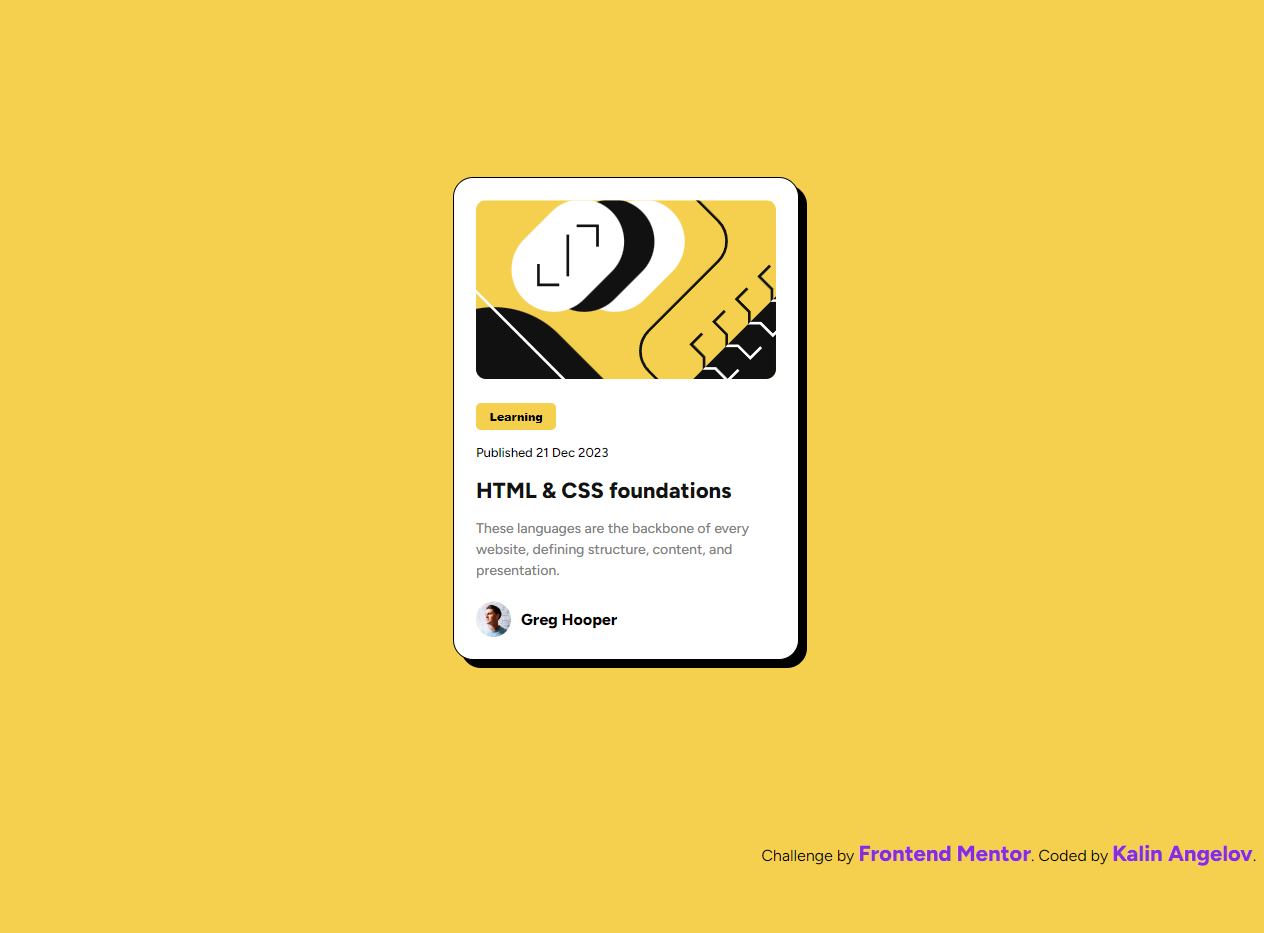 Learning
Published 21 Dec 2023
HTML & CSS foundations
These languages are the backbone of every
website, defining structure, content, and
presentation.
Greg Hooper
Challenge by Frontend Mentor. Coded by Kalin Angelov.